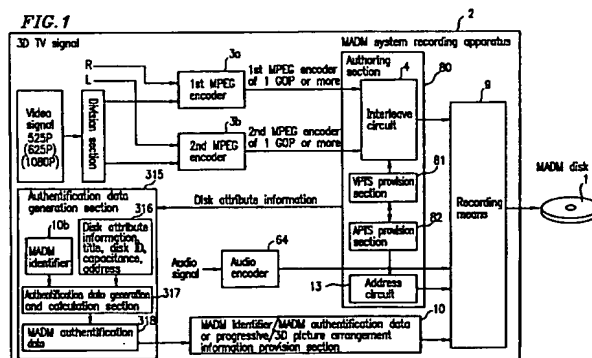 FIG. 1
2
3D TV signal
MADM system recording apparatus
R
L
3a
1st MPEG encoder
1st MPEG encoder of 1 GOP or more
Authoring section
4
80
9
Video signal 525P (625P) (1080P)
Division section
3b
2nd MPEG encoder
2nd MPEG encoder of 1 GOP or more
Interleave circuit
MADM disk
1
315
Authentification data generation section
316
Disk attribute information
VPTS provision section
81
Recording means
10b
MADM identifier
Disk attribute information, title, disk ID, capacitance, address
APTS provision section
82
64
Audio signal
Audio encoder
Authentification data generation and calculation section
317
13
Address circuit
318
MADM authentification data
10
MADM Identifier/MADM authentification data or progressive/3D picture arrangement information provision section